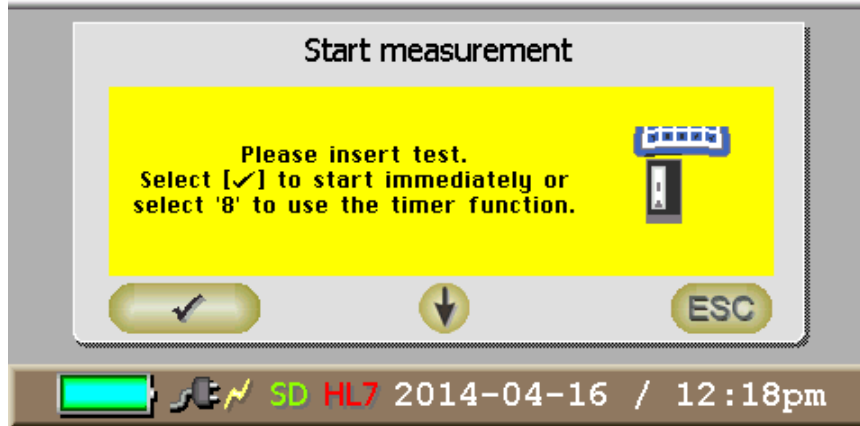 Start measurement
Please insert test.
Select [✓] to start immediately or
select '8' to use the timer function.
✓ ESC
SD HL7 2014-04-16 / 12:18pm